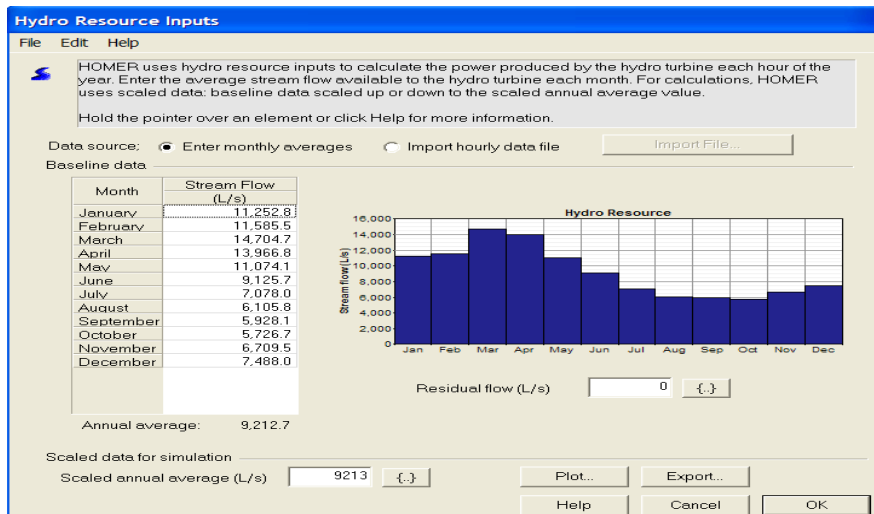 Hydro Resource Inputs
File Edit Help
HOMER uses hydro resource inputs to calculate the power produced by the hydro turbine each hour of the
year. Enter the average stream flow available to the hydro turbine each month. For calculations, HOMER
uses scaled data: baseline data scaled up or down to the scaled annual average value.
Hold the pointer over an element or click Help for more information.
Data source: Enter monthly averages Import hourly data file Import File...
Baseline data
Month Stream Flow
(L/s)
January 11,252.8
February 11,585.5
March 14,704.7
April 13,966.8
May 11,074.1
June 9,125.7
July 7,078.0
August 6,105.8
September 5,928.1
October 5,726.7
November 6,709.5
December 7,488.0
Annual average: 9,212.7
Hydro Resource
Stream flow (L/s)
16,000
14,000
12,000
10,000
8,000
6,000
4,000
2,000
0
Jan Feb Mar Apr May Jun Jul Aug Sep Oct Nov Dec
Residual flow (L/s) 0 {..}
Scaled data for simulation
Scaled annual average (L/s) 9213 {..}
Plot... Export...
Help Cancel OK